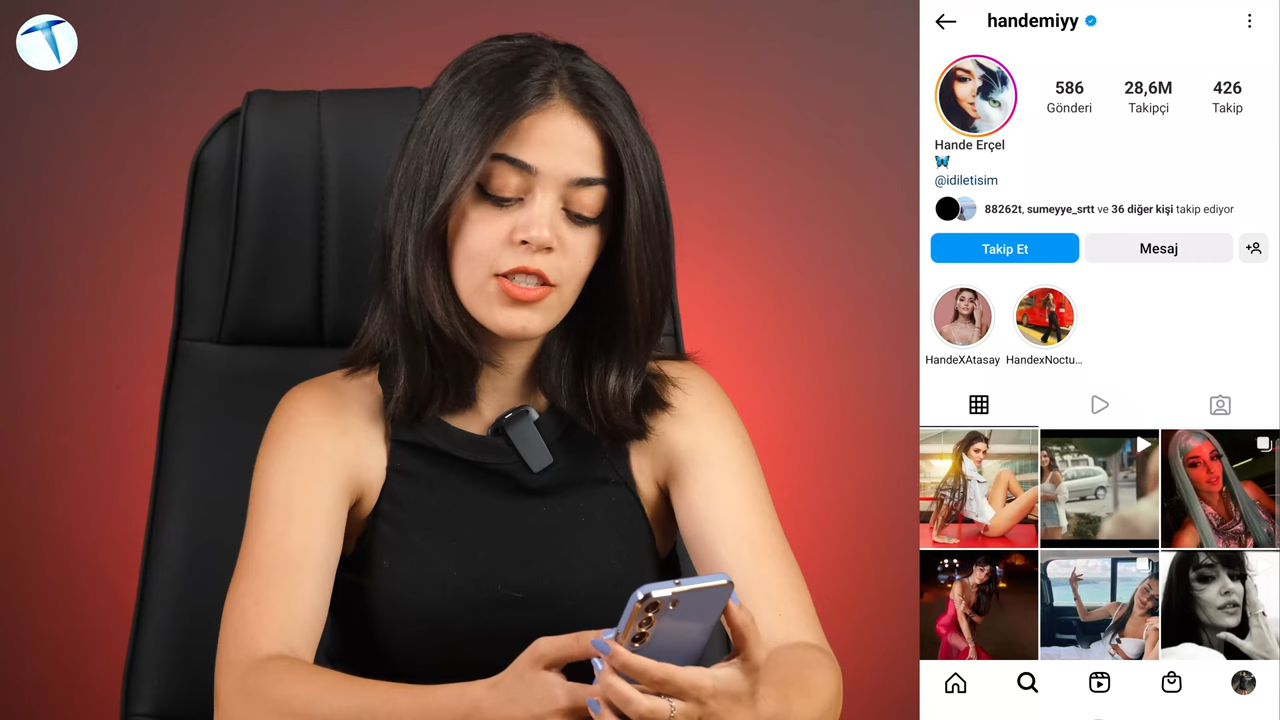 handemiyy
586
28,6M
426
Gönderi
Takipçi
Takip
Hande Erçel
@idiletisim
88262t, sumeyye_srtt ve 36 diğer kişi takip ediyor
Takip Et
Mesaj
HandeXAtasay
HandexNoctu...